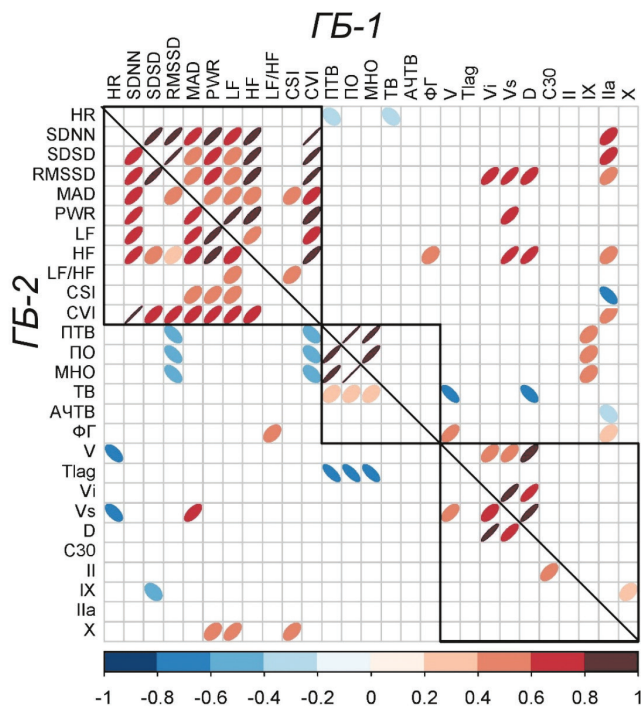 ГБ-1
HR SDNN SDSD RMSSD MAD PWR LF HF LF/HF CSI CVI ПТВ ПО МНО ТВ АЧТВ ФГ V Tlag Vi Vs D C30 II IX IIa X
ГБ-2
HR
SDNN
SDSD
RMSSD
MAD
PWR
LF
HF
LF/HF
CSI
CVI
ПТВ
ПО
МНО
ТВ
АЧТВ
ФГ
V
Tlag
Vi
Vs
D
C30
II
IX
IIa
X
-1 -0.8 -0.6 -0.4 -0.2 0 0.2 0.4 0.6 0.8 1